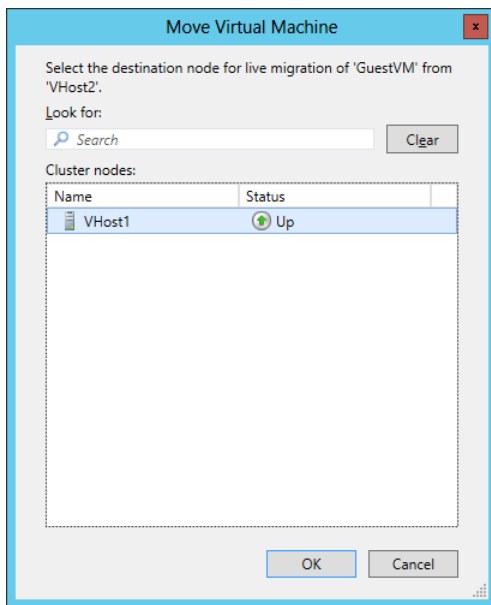 Move Virtual Machine
x
Select the destination node for live migration of 'GuestVM' from
'VHost2'.
Look for:
Search
Clear
Cluster nodes:
Name Status
VHost1 Up
OK Cancel